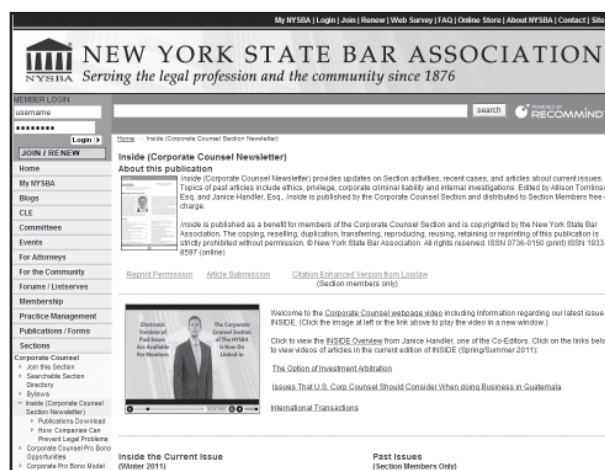 My NYSBA | Login | Join | Renew | Web Survey | FAQ | Online Store | About NYSBA | Contact | Site
NEW YORK STATE BAR ASSOCIATION
NYSBA
Serving the legal profession and the community since 1876
MEMBER LOGIN
username
search
POWERED BY
RECOMMIND
Login
JOIN / RENEW
Home
My NYSBA
Blogs
CLE
Committees
Events
For Attorneys
For the Community
Forums / Listserves
Membership
Practice Management
Publications / Forms
Sections
Corporate Counsel
Join this Section
Searchable Section
Directory
Bylaws
Inside (Corporate Counsel
Section Newsletter)
Publications Download
How Companies Can
Prevent Legal Problems
Corporate Counsel Pro Bono
Opportunities
Corporate Pro Bono Model
Home → Inside (Corporate Counsel Section Newsletter)
Inside (Corporate Counsel Newsletter)
About this publication
Inside (Corporate Counsel Newsletter) provides updates on Section activities, recent cases, and articles about current issues.
Topics of past articles include ethics, privilege, corporate criminal liability and internal investigations. Edited by Allison Tomlinson
Esq, and Janice Handler, Esq., Inside is published by the Corporate Counsel Section and distributed to Section Members free
charge.
Inside is published as a benefit for members of the Corporate Counsel Section and is copyrighted by the New York State Bar
Association. The copying, reselling, duplication, transferring, reproducing, reusing, retaining or reprinting of this publication is
strictly prohibited without permission. © New York State Bar Association. All rights reserved. ISSN 0736-0150 (print) ISSN 1933-
8597 (online)
Reprint Permission Article Submission Citation Enhanced Version from Loislaw
(Section members only)
Electronic
Versions of
Past Issues
Are Available
For Members
The Corporate
Counsel Section
of The NYSBA
Is Now On
Linked in
Welcome to the Corporate Counsel webpage video including Information regarding our latest issue
INSIDE. (Click the image at left or the link above to play the video in a new window.)
Click to view the INSIDE Overview from Janice Handler, one of the Co-Editors. Click on the links
to view videos of articles in the current edition of INSIDE (Spring/Summer 2011):
The Option of Investment Arbitration
Issues That U.S. Corp Counsel Should Consider When doing Business in Guatemala
International Transactions
Inside the Current Issue
(Winter 2011)
Past Issues
(Section Members Only)